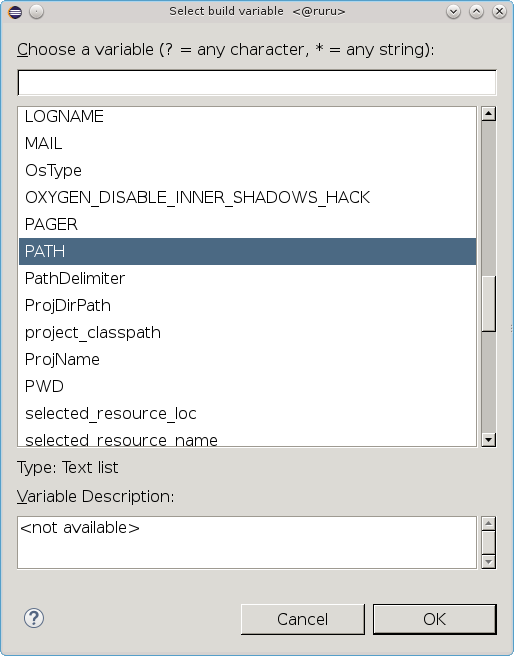 Select build variable <@ruru>
Choose a variable (? = any character, * = any string):
LOGNAME
MAIL
OsType
OXYGEN_DISABLE_INNER_SHADOWS_HACK
PAGER
PATH
PathDelimiter
ProjDirPath
project_classpath
ProjName
PWD
selected_resource_loc
selected_resource_name
Type: Text list
Variable Description:
<not available>
?
Cancel
OK